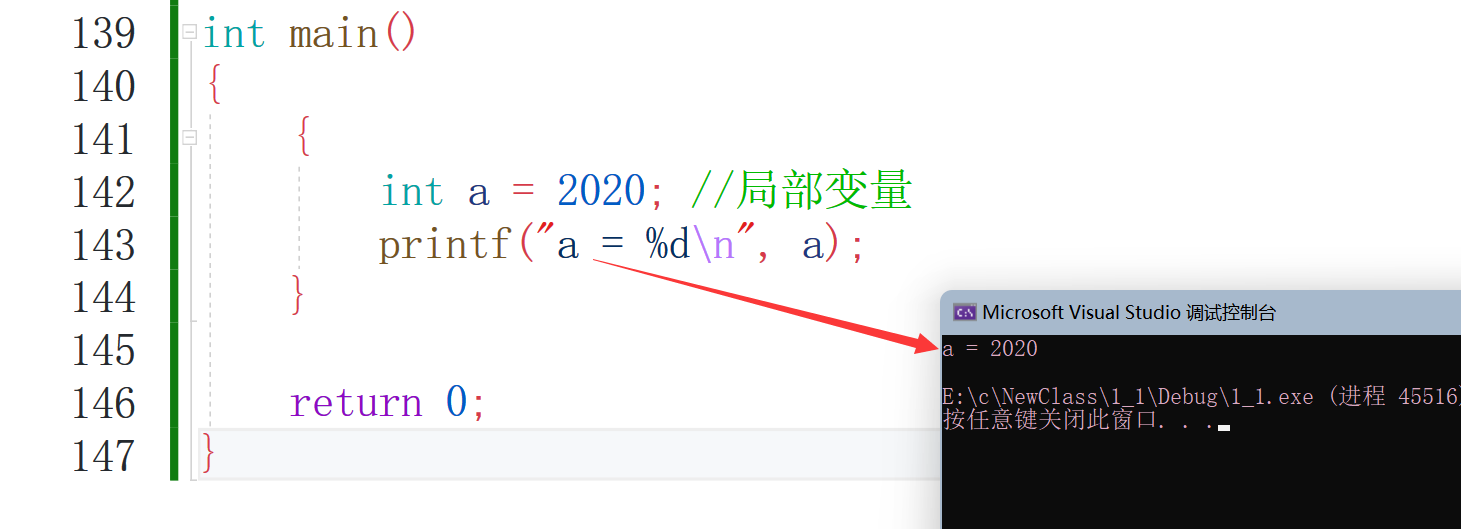 139 int main()
140 {
141 {
142 int a = 2020; //局部变量
143 printf("a = %d\n", a);
144 }
145
146 return 0;
147 }
Microsoft Visual Studio 调试控制台
a = 2020
E:\c\NewClass\1_1\Debug\1_1.exe (进程 45516)
按任意键关闭此窗口. . .